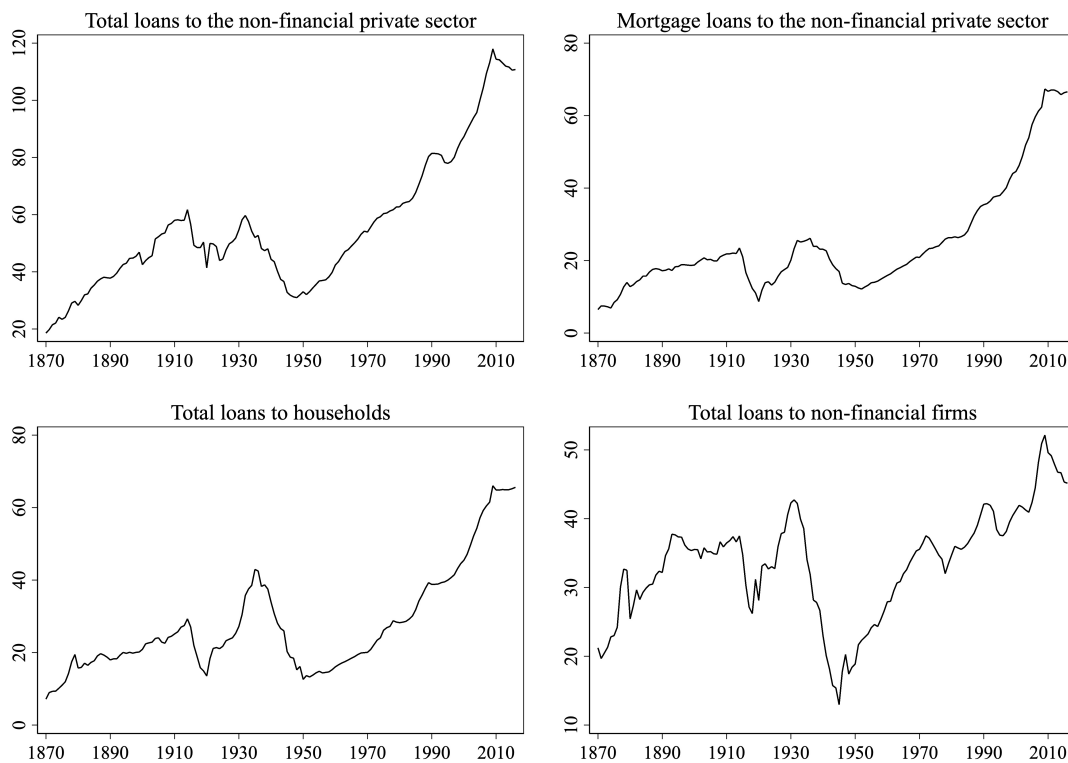 Total loans to the non-financial private sector
120
100
80
60
40
20
1870 1890 1910 1930 1950 1970 1990 2010
Mortgage loans to the non-financial private sector
80
60
40
20
0
1870 1890 1910 1930 1950 1970 1990 2010
Total loans to households
80
60
40
20
0
1870 1890 1910 1930 1950 1970 1990 2010
Total loans to non-financial firms
50
40
30
20
10
1870 1890 1910 1930 1950 1970 1990 2010